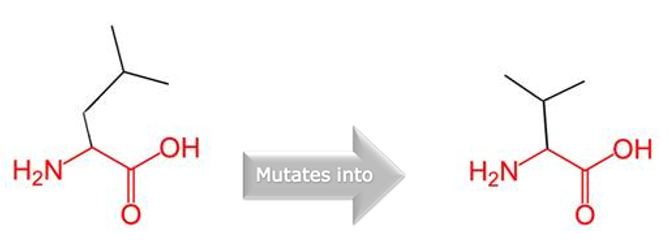 OH
H₂N
O
Mutates into
OH
H₂N
O